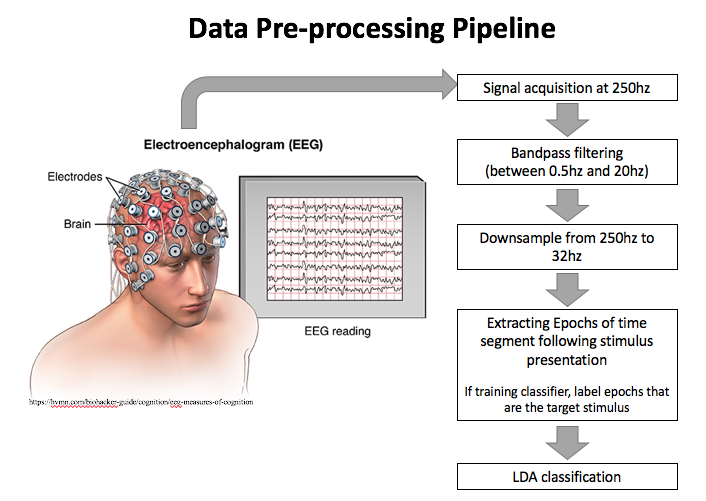 Data Pre-processing Pipeline
Electroencephalogram (EEG)
Electrodes
Brain
EEG reading
https://hvmn.com/biohacker-guide/cognition/eeg-measures-of-cognition
Signal acquisition at 250hz
Bandpass filtering
(between 0.5hz and 20hz)
Downsample from 250hz to
32hz
Extracting Epochs of time
segment following stimulus
presentation
If training classifier, label epochs that
are the target stimulus
LDA classification